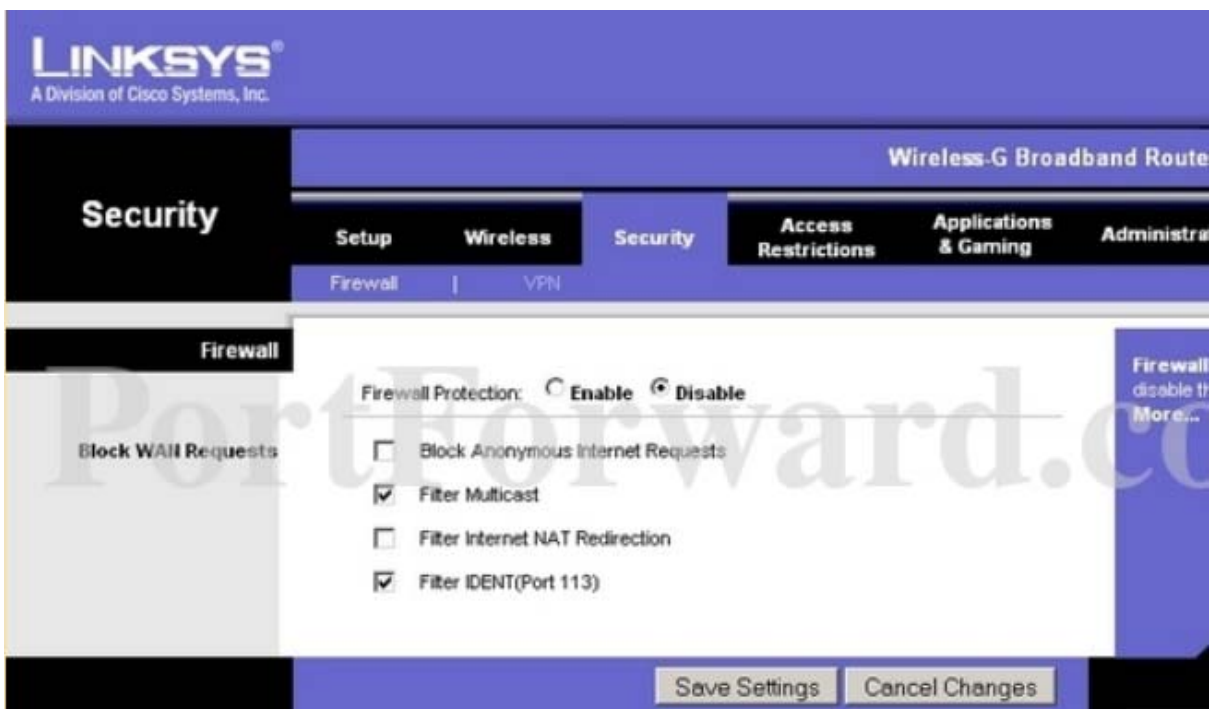 LINKSYS®
A Division of Cisco Systems, Inc.
Wireless-G Broadband Route
Security
Setup Wireless Security Access Restrictions Applications & Gaming Administra
Firewall | VPN
Firewall
Firewall Protection: Enable Disable
Block WAN Requests
Block Anonymous Internet Requests
Filter Multicast
Filter Internet NAT Redirection
Filter IDENT(Port 113)
Firewall
disable th
More...
PortForward.co
Save Settings Cancel Changes